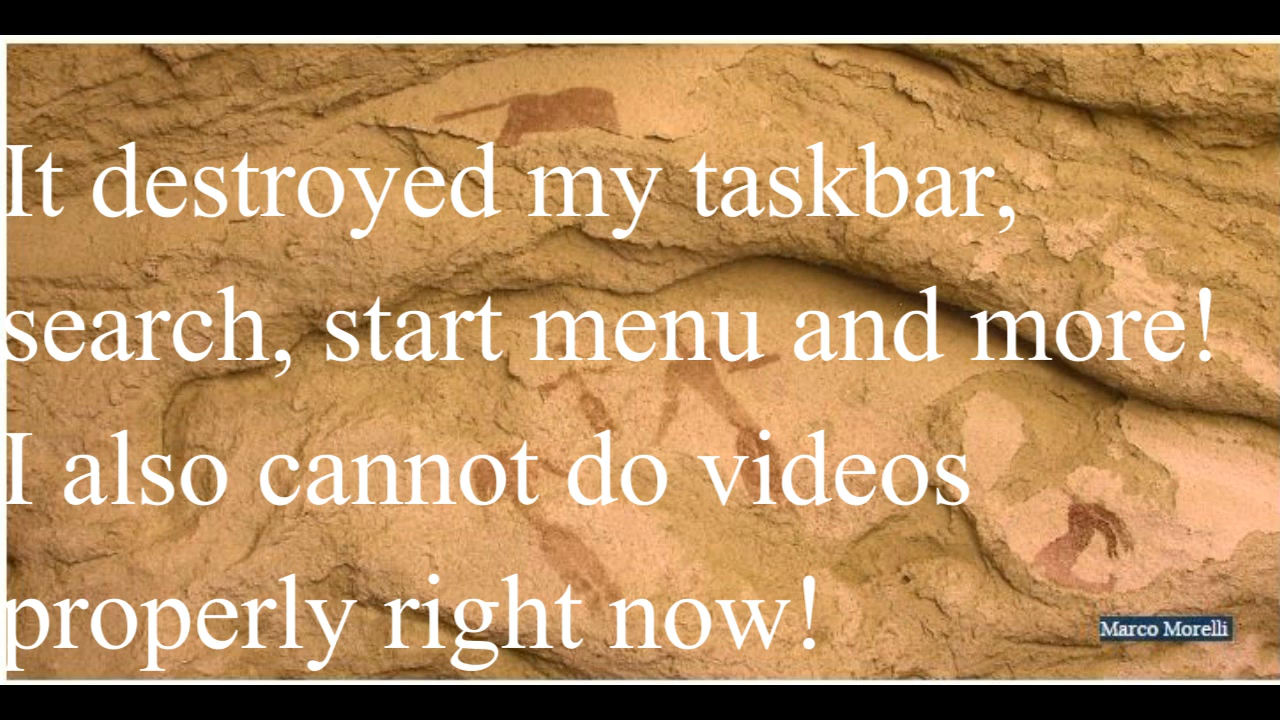 It destroyed my taskbar,
search, start menu and more!
I also cannot do videos
properly right now!
Marco Morelli